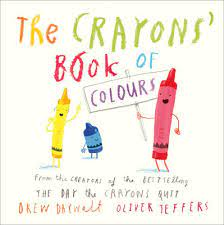 The CRAYONS'
BOOK OF
COLOURS
From the CREATORS of the BESTSELLING
THE DAY the CRAYONS QUIT
DREW DAYWALT OLIVER JEFFERS